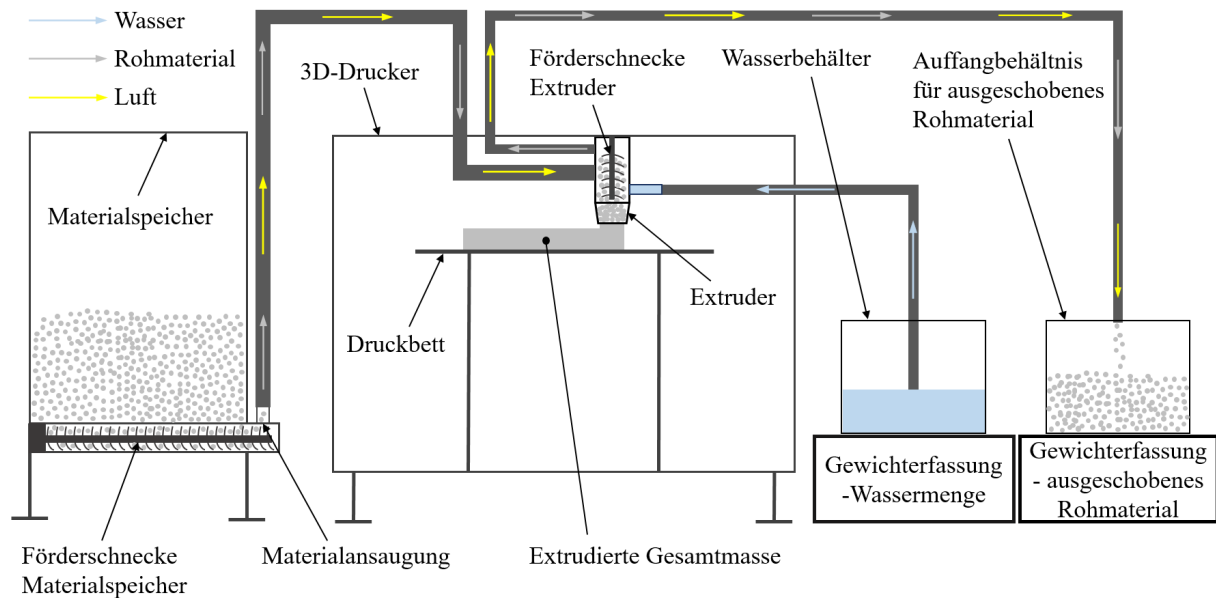 Wasser
Rohmaterial
Luft
3D-Drucker
Förderschnecke
Extruder
Wasserbehälter
Auffangbehältnis
für ausgeschobenes
Rohmaterial
Materialspeicher
Extruder
Druckbett
Gewichterfassung
-Wassermenge
Gewichterfassung
- ausgeschobenes
Rohmaterial
Förderschnecke
Materialspeicher
Materialansaugung
Extrudierte Gesamtmasse